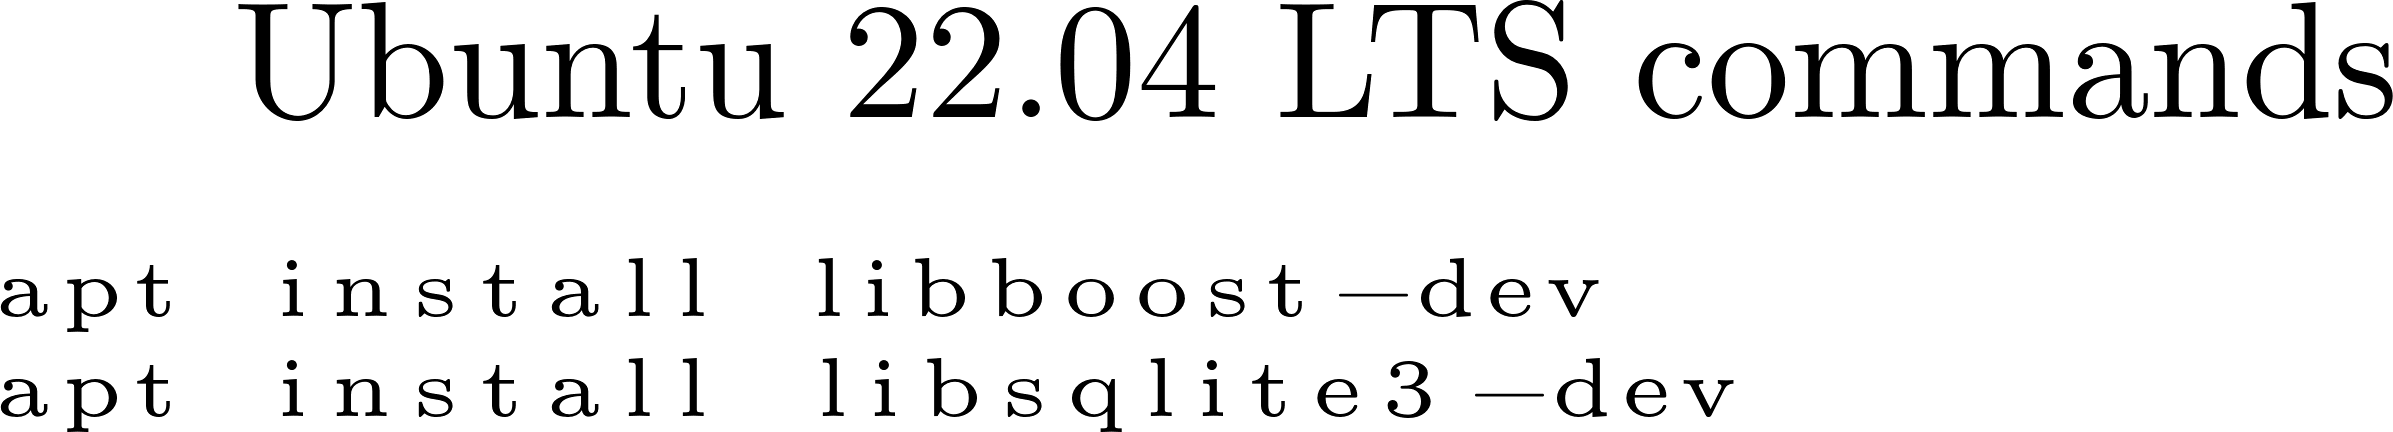 Ubuntu 22.04 LTS commands
apt install libboost-dev
apt install libsqlite3-dev